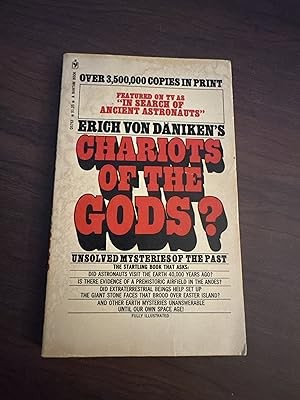 OVER 3,500,000 COPIES IN PRINT
FEATURED ON TV AS
"IN SEARCH OF
ANCIENT ASTRONAUTS"
ERICH VON DÄNIKEN'S
CHARIOTS
OF THE
GODS?
UNSOLVED MYSTERIES OF THE PAST
THE STARTLING BOOK THAT ASKS:
DID ASTRONAUTS VISIT THE EARTH 40,000 YEARS AGO?
IS THERE EVIDENCE OF A PREHISTORIC AIRFIELD IN THE ANDES?
DID EXTRATERRESTRIAL BEINGS HELP SET UP
THE GIANT STONE FACES THAT BROOD OVER EASTER ISLAND?
AND OTHER EARTH MYSTERIES UNANSWERABLE
UNTIL OUR OWN SPACE AGE!
FULLY ILLUSTRATED
A BANTAM BOOK